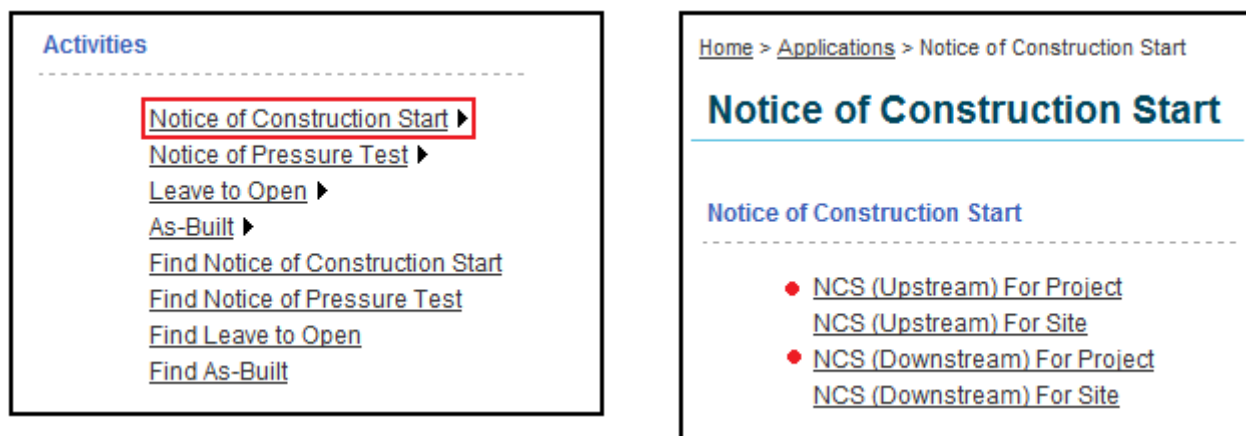 Activities
Notice of Construction Start
Notice of Pressure Test
Leave to Open
As-Built
Find Notice of Construction Start
Find Notice of Pressure Test
Find Leave to Open
Find As-Built
Home > Applications > Notice of Construction Start
Notice of Construction Start
Notice of Construction Start
NCS (Upstream) For Project
NCS (Upstream) For Site
NCS (Downstream) For Project
NCS (Downstream) For Site